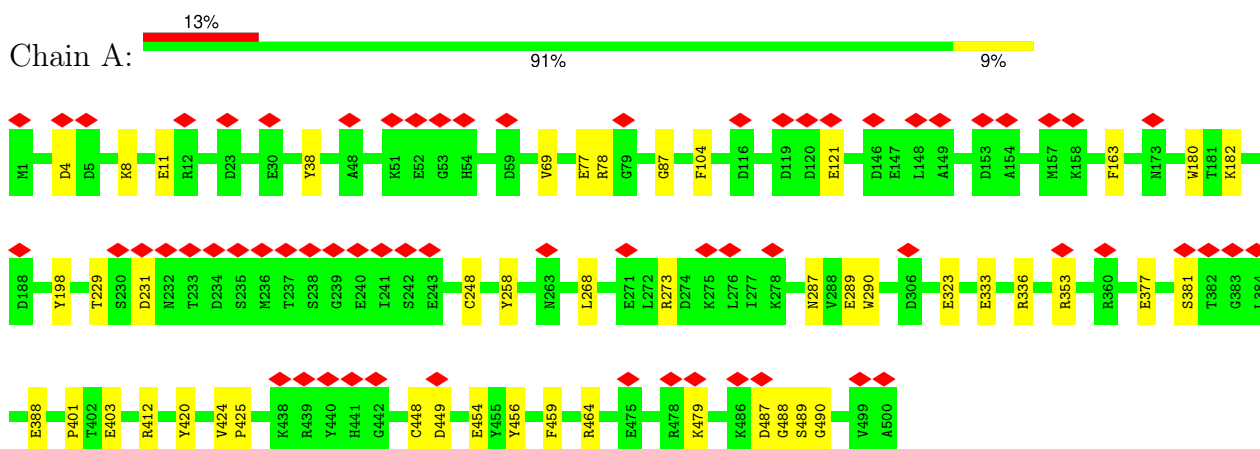 13%
Chain A:
91% 9%
M1 D4 D5 K8 E11 R12 D23 E30 Y38 A48 K51 E52 G53 H54 D59 V69 E77 R78 G79 G87 F104 D116 D119 D120 E121 D146 E147 L148 A149 D153 A154 M157 K158 F163 N173 W180 T181 K182
D188 Y198 T229 S230 D231 N232 T233 D234 S235 M236 T237 S238 G239 E240 I241 S242 E243 C248 Y258 N263 L268 E271 L272 R273 D274 K275 L276 L277 K278 N287 V288 E289 W290 D306 E323 E333 R336 R353 R360 E377 S381 T382 G383
E388 P401 T402 E403 R412 Y420 V424 P425 K438 R439 Y440 H441 G442 C448 D449 E454 Y455 Y456 F459 R464 E475 R478 K479 K486 D487 G488 S489 G490 V499 A500